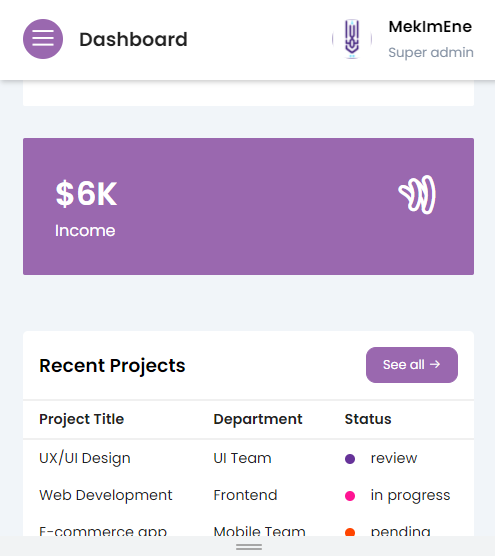 Dashboard
MekImEne
Super admin
$6K
Income
Recent Projects
See all →
Project Title Department Status
UX/UI Design UI Team review
Web Development Frontend in progress
E-commerce app Mobile Team pending